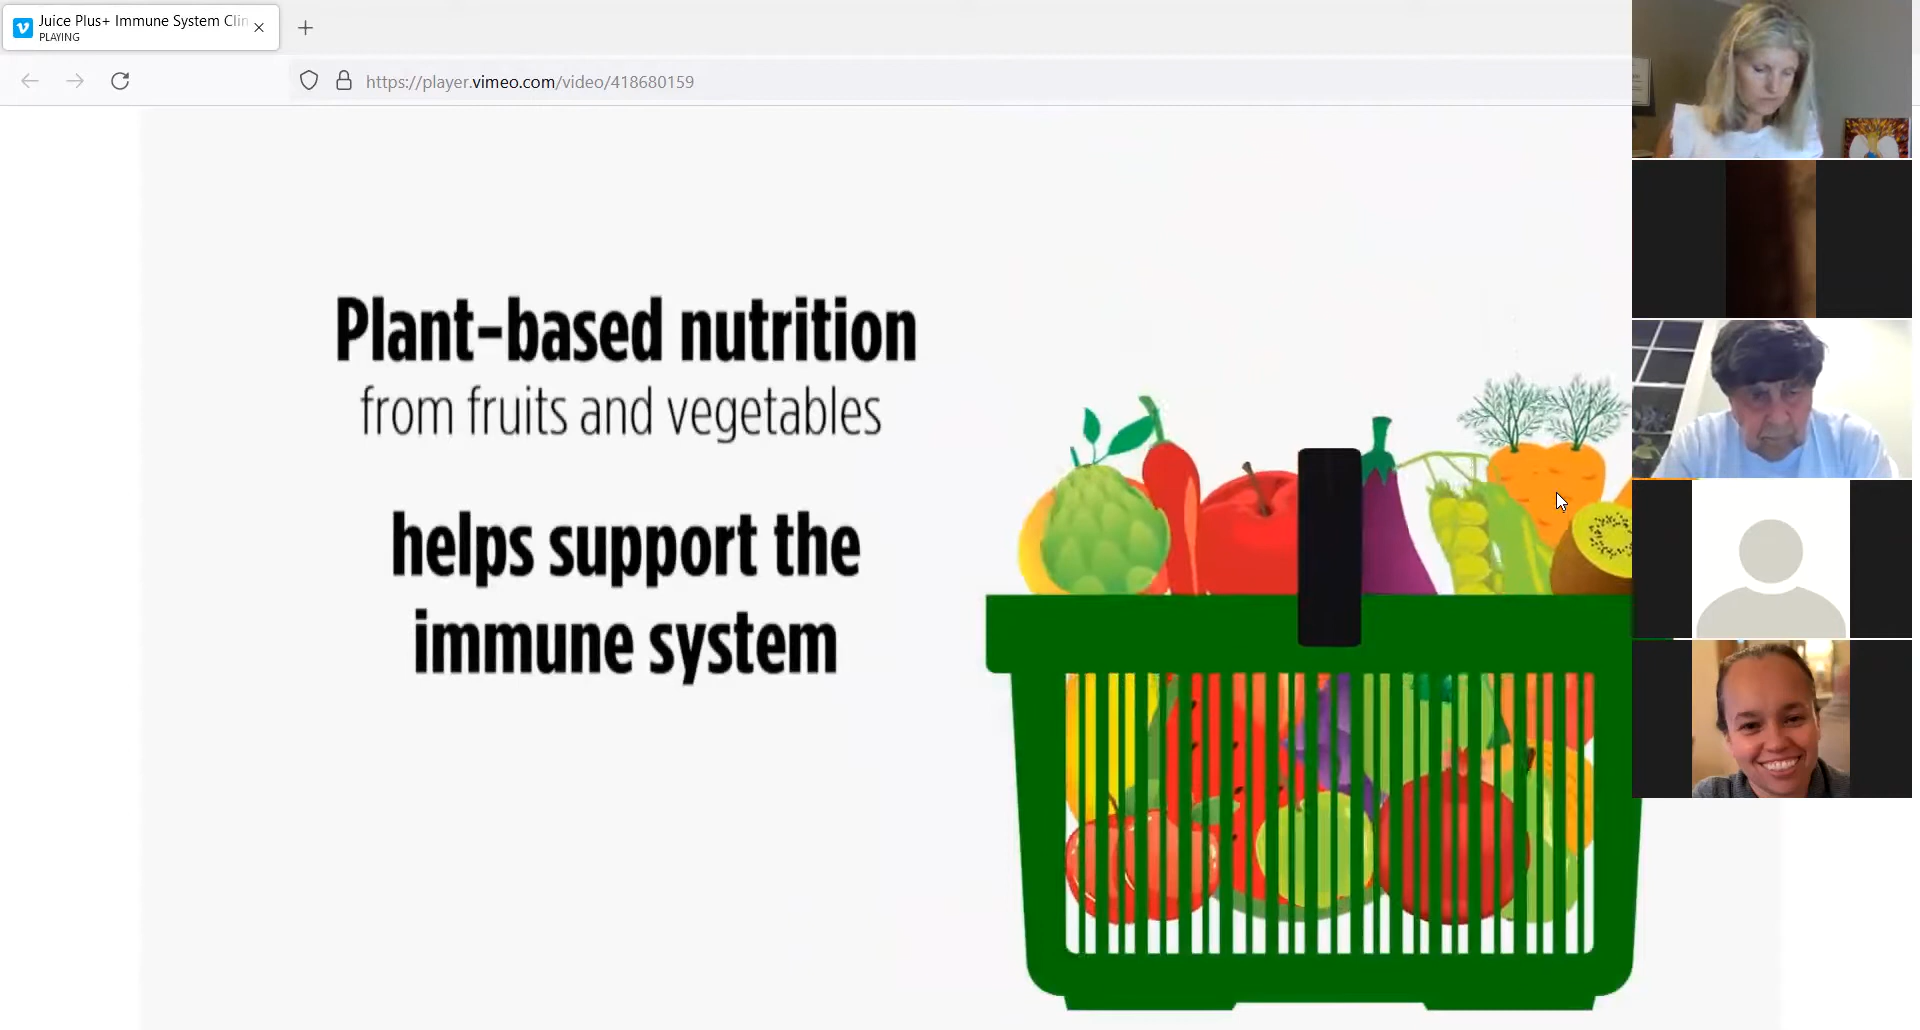 Juice Plus+ Immune System Clin
PLAYING
https://player.vimeo.com/video/418680159
Plant-based nutrition
from fruits and vegetables
helps support the
immune system